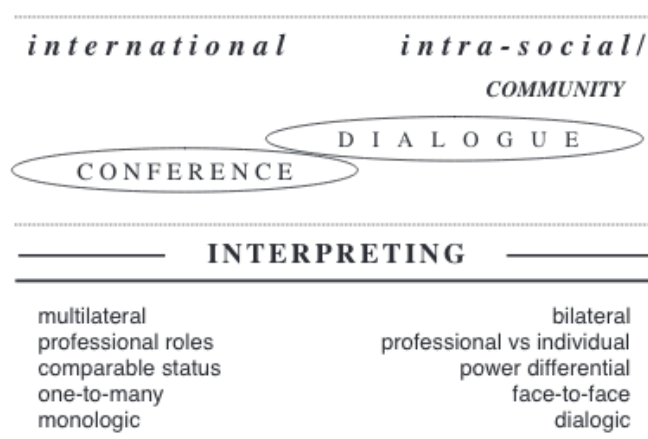 international intra-social/
COMMUNITY
DIALOGUE
CONFERENCE
INTERPRETING
multilateral bilateral
professional roles professional vs individual
comparable status power differential
one-to-many face-to-face
monologic dialogic